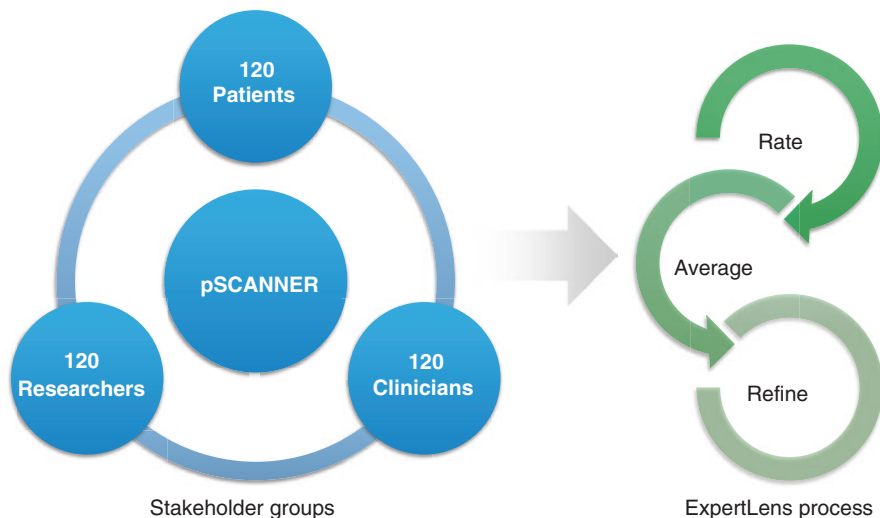 120
Patients
pSCANNER
120
Researchers
120
Clinicians
Stakeholder groups
Rate
Average
Refine
ExpertLens process